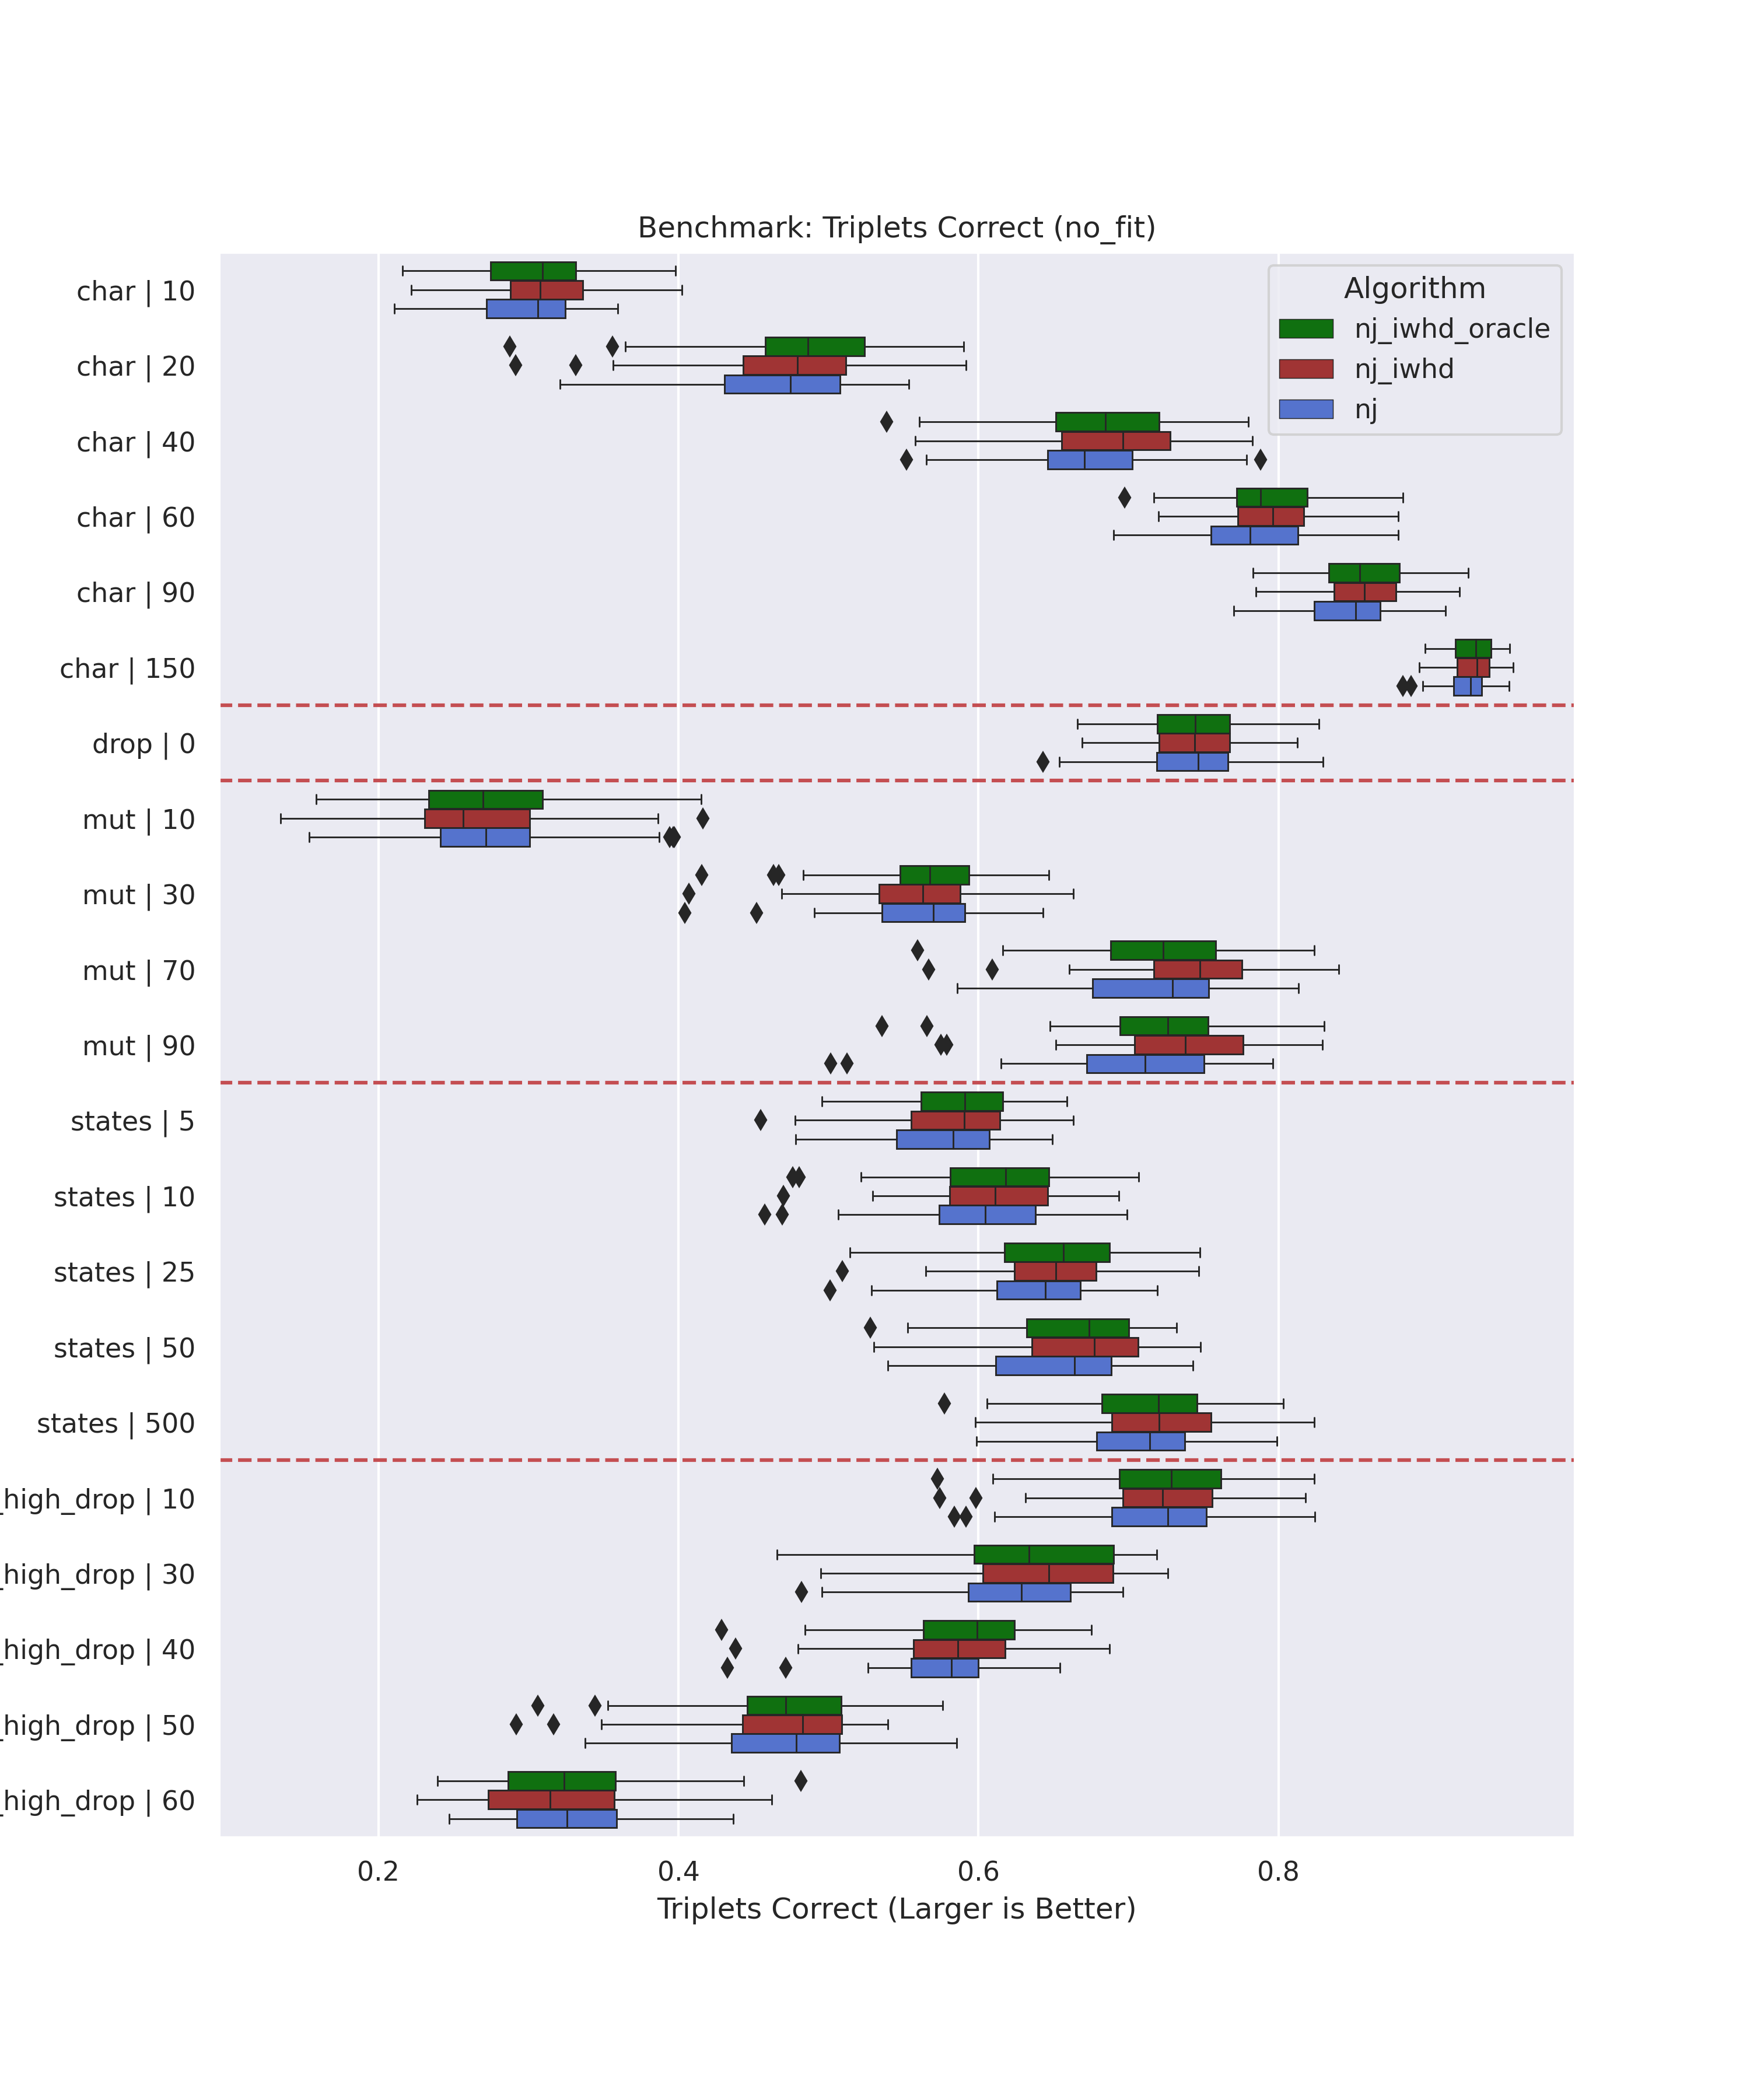 Benchmark: Triplets Correct (no_fit)
Algorithm
nj_iwhd_oracle
nj_iwhd
nj
char | 10
char | 20
char | 40
char | 60
char | 90
char | 150
drop | 0
mut | 10
mut | 30
mut | 70
mut | 90
states | 5
states | 10
states | 25
states | 50
states | 500
_high_drop | 10
_high_drop | 30
_high_drop | 40
_high_drop | 50
_high_drop | 60
0.2 0.4 0.6 0.8
Triplets Correct (Larger is Better)